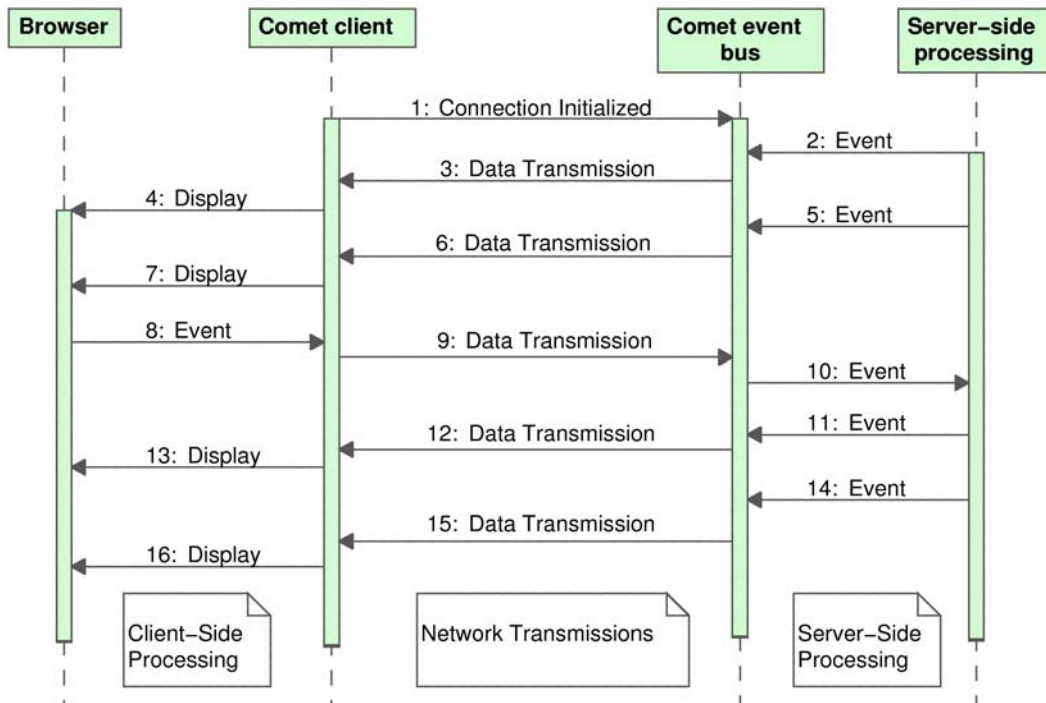 Browser
Comet client
Comet event
bus
Server–side
processing
1: Connection Initialized
2: Event
3: Data Transmission
4: Display
5: Event
6: Data Transmission
7: Display
8: Event
9: Data Transmission
10: Event
11: Event
12: Data Transmission
13: Display
14: Event
15: Data Transmission
16: Display
Client–Side
Processing
Network Transmissions
Server–Side
Processing